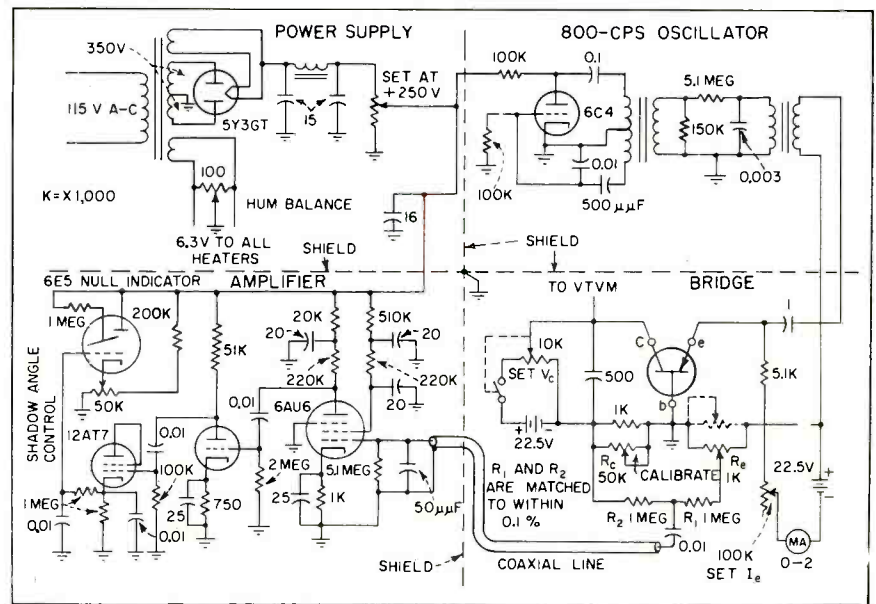 POWER SUPPLY
350V
115 V A-C
5Y3GT
15
SET AT
+250 V
100
K=X 1,000
HUM BALANCE
6.3V TO ALL
HEATERS
16
SHIELD
800-CPS OSCILLATOR
100K
0.1
6C4
5.1 MEG
150K
0.01
100K
0.003
500 μμF
SHIELD
6E5 NULL INDICATOR
AMPLIFIER
200K
1 MEG
51K
20K
510K
20
20
220K
220K
20
50K
SHADOW ANGLE
CONTROL
12AT7
0.01
0.01
6AU6
100K
2 MEG
5.1MEG
1 MEG
25
750
25
1K
50μμF
0.01
0.01
SHIELD
COAXIAL LINE
R1 AND R2
ARE MATCHED
TO WITHIN
0.1 %
TO VTVM
BRIDGE
1
C
e
10K
SET Vc
500
b
5.1K
22.5V
1K
Rc
50K
CALIBRATE
Re
1K
22.5V
R2 1 MEG
R1 1 MEG
0.01
100K
SET Ie
MA
0-2